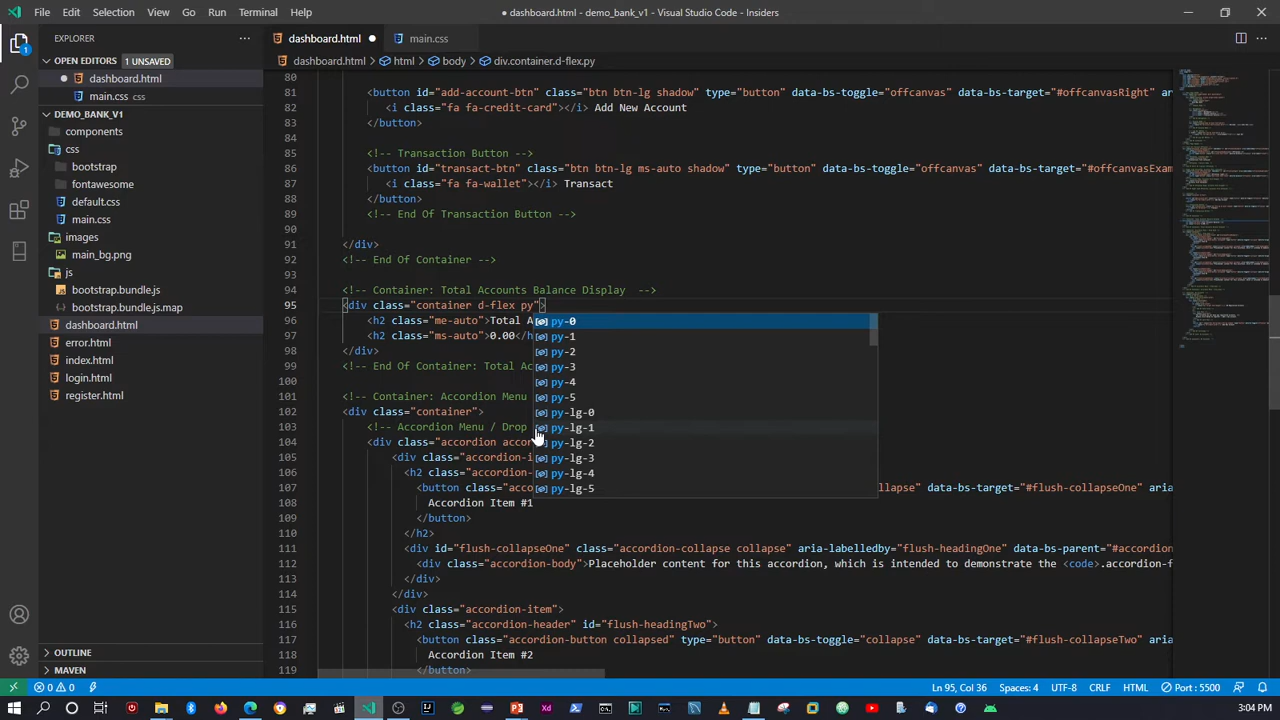 File Edit Selection View Go Run Terminal Help
● dashboard.html - demo_bank_v1 - Visual Studio Code - Insiders
EXPLORER
OPEN EDITORS 1 UNSAVED
dashboard.html
main.css css
DEMO_BANK_V1
components
css
bootstrap
fontawesome
default.css
main.css
images
main_bg.png
js
bootstrap.bundle.js
bootstrap.bundle.js.map
dashboard.html
error.html
index.html
login.html
register.html
OUTLINE
MAVEN
dashboard.html ● main.css
dashboard.html > html > body > div.container.d-flex.py
80
81 <button id="add-account-btn" class="btn btn-lg shadow" type="button" data-bs-toggle="offcanvas" data-bs-target="#offcanvasRight" ar
82 <i class="fa fa-credit-card"></i> Add New Account
83 </button>
84
85 <!-- Transaction Button -->
86 <button id="transact-btn" class="btn btn-lg ms-auto shadow" type="button" data-bs-toggle="offcanvas" data-bs-target="#offcanvasExam
87 <i class="fa fa-wallet"></i> Transact
88 </button>
89 <!-- End Of Transaction Button -->
90
91 </div>
92 <!-- End Of Container -->
93
94 <!-- Container: Total Accounts Balance Display -->
95 <div class="container d-flex py">
96 <h2 class="me-auto">Total A
97 <h2 class="ms-auto">0.00</h
98 </div>
99 <!-- End Of Container: Total Acc
100
101 <!-- Container: Accordion Menu
102 <div class="container">
103 <!-- Accordion Menu / Drop
104 <div class="accordion accor
105 <div class="accordion-i
106 <h2 class="accordion-
107 <button class="acco llapse" data-bs-target="#flush-collapseOne" aria
108 Accordion Item #1
109 </button>
110 </h2>
111 <div id="flush-collapseOne" class="accordion-collapse collapse" aria-labelledby="flush-headingOne" data-bs-parent="#accordion
112 <div class="accordion-body">Placeholder content for this accordion, which is intended to demonstrate the <code>.accordion-f
113 </div>
114 </div>
115 <div class="accordion-item">
116 <h2 class="accordion-header" id="flush-headingTwo">
117 <button class="accordion-button collapsed" type="button" data-bs-toggle="collapse" data-bs-target="#flush-collapseTwo" aria
118 Accordion Item #2
119 </button>
py-0
py-1
py-2
py-3
py-4
py-5
py-lg-0
py-lg-1
py-lg-2
py-lg-3
py-lg-4
py-lg-5
0 0 Ln 95, Col 36 Spaces: 4 UTF-8 CRLF HTML Port : 5500
3:04 PM